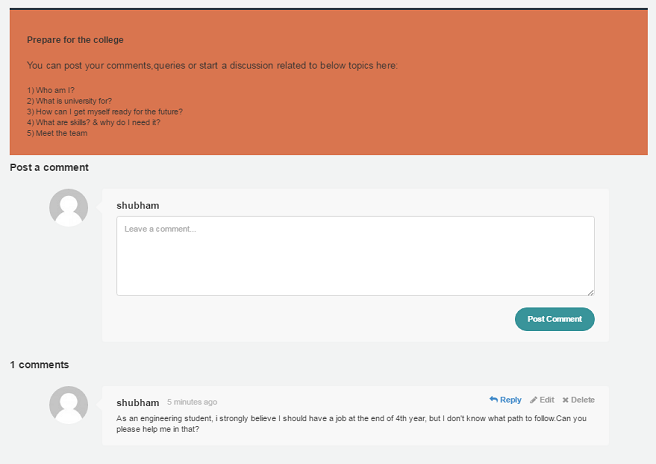 Prepare for the college
You can post your comments,queries or start a discussion related to below topics here:
1) Who am I?
2) What is university for?
3) How can I get myself ready for the future?
4) What are skills? & why do I need it?
5) Meet the team
Post a comment
shubham
Leave a comment...
Post Comment
1 comments
shubham 5 minutes ago Reply Edit Delete
As an engineering student, i strongly believe I should have a job at the end of 4th year, but I don't know what path to follow.Can you
please help me in that?